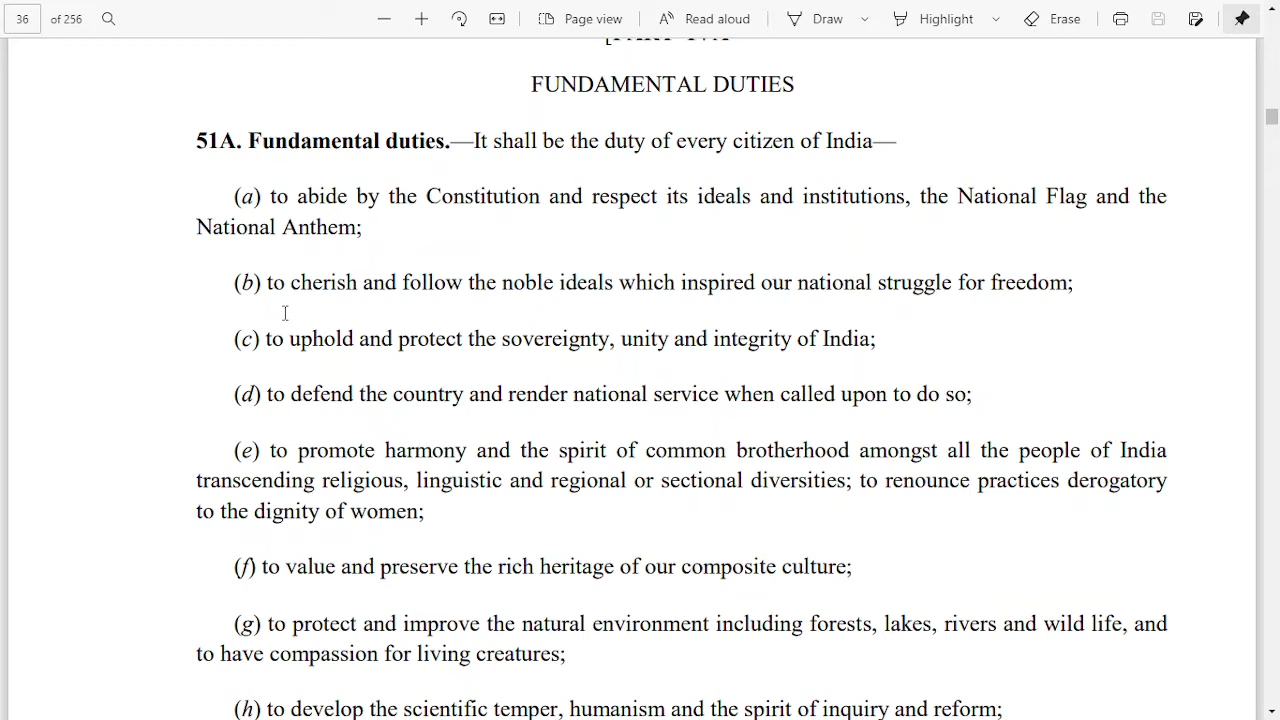 36 of 256 Page view Read aloud Draw Highlight Erase
FUNDAMENTAL DUTIES
51A. Fundamental duties.—It shall be the duty of every citizen of India—
(a) to abide by the Constitution and respect its ideals and institutions, the National Flag and the
National Anthem;
(b) to cherish and follow the noble ideals which inspired our national struggle for freedom;
(c) to uphold and protect the sovereignty, unity and integrity of India;
(d) to defend the country and render national service when called upon to do so;
(e) to promote harmony and the spirit of common brotherhood amongst all the people of India
transcending religious, linguistic and regional or sectional diversities; to renounce practices derogatory
to the dignity of women;
(f) to value and preserve the rich heritage of our composite culture;
(g) to protect and improve the natural environment including forests, lakes, rivers and wild life, and
to have compassion for living creatures;
(h) to develop the scientific temper, humanism and the spirit of inquiry and reform;